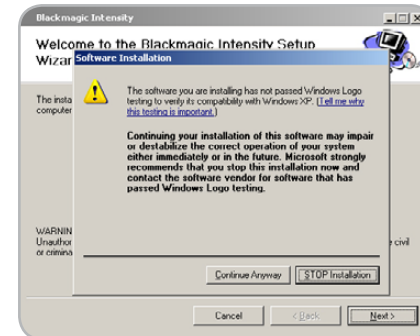 Blackmagic Intensity
Welcome to the Blackmagic Intensity Setup
Wizar
Software Installation
The insta
computer
The software you are installing has not passed Windows Logo
testing to verify its compatibility with Windows XP. (Tell me why
this testing is important.)
Continuing your installation of this software may impair
or destabilize the correct operation of your system
either immediately or in the future. Microsoft strongly
recommends that you stop this installation now and
contact the software vendor for software that has
passed Windows Logo testing.
WARNIN
Unauthor
or crimina
civil
Continue Anyway
STOP Installation
Cancel
< Back
Next >